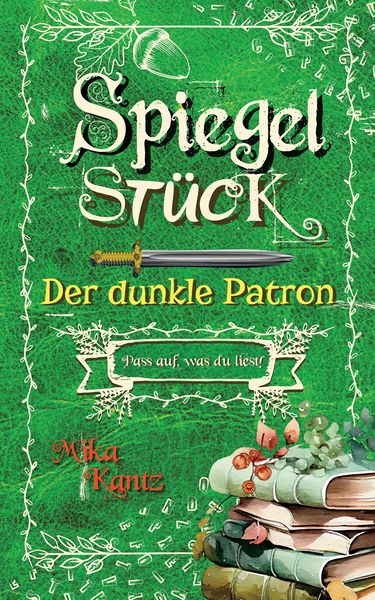 Spiegel
STÜCK
Der dunkle Patron
Pass auf, was du liest!
Mika
Kantz